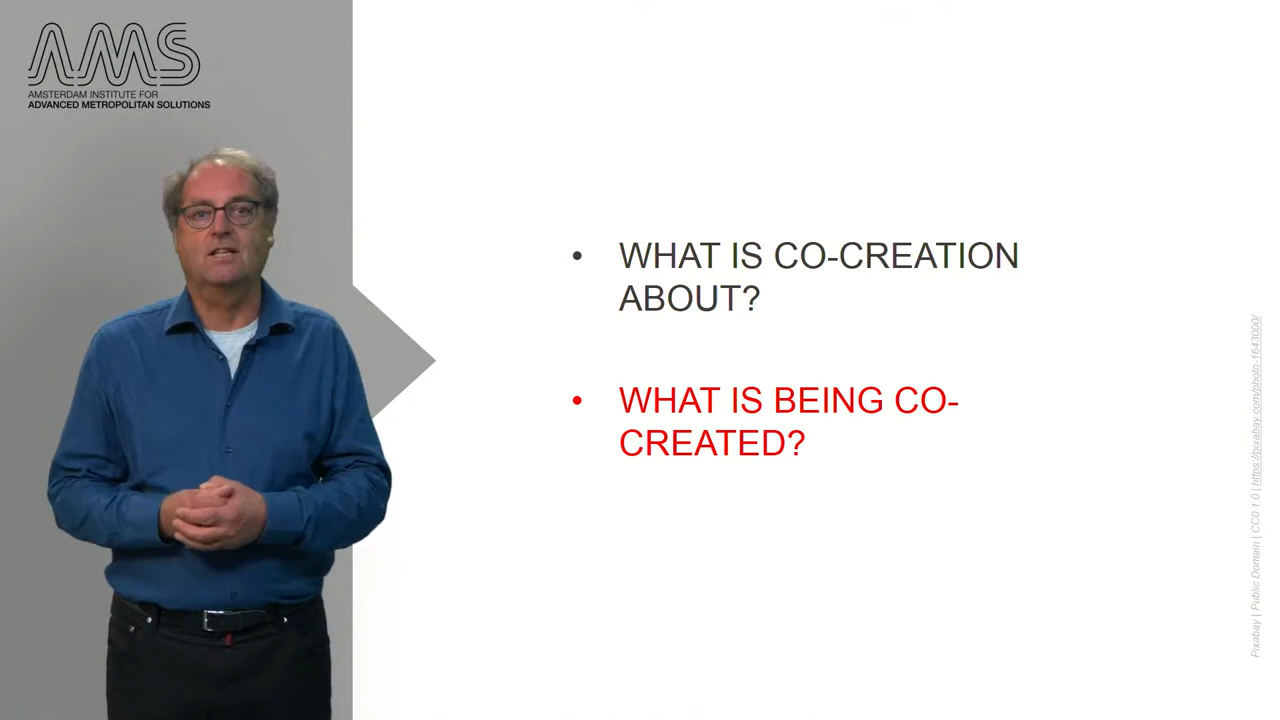 AMS
AMSTERDAM INSTITUTE FOR
ADVANCED METROPOLITAN SOLUTIONS
• WHAT IS CO-CREATION
ABOUT?
• WHAT IS BEING CO-
CREATED?
Pixabay | Public Domain | CC0 1.0 | https://pixabay.com/photo-1643000/